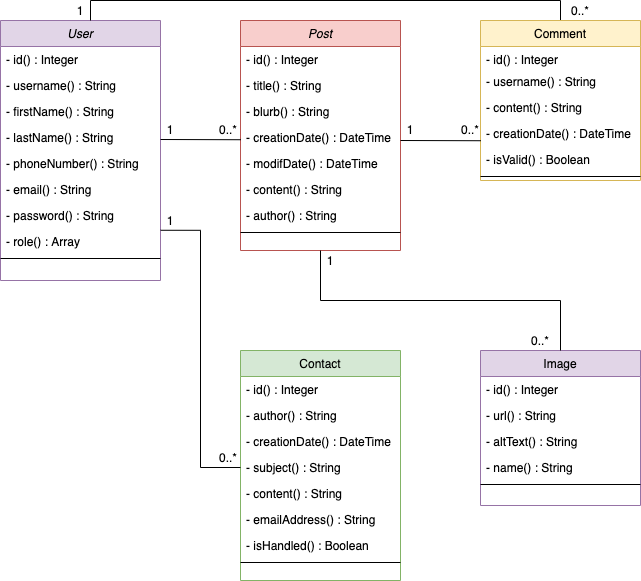 1
0..*
User
- id() : Integer
- username() : String
- firstName() : String
- lastName() : String
- phoneNumber() : String
- email() : String
- password() : String
- role() : Array
1
0..*
Post
- id() : Integer
- title() : String
- blurb() : String
- creationDate() : DateTime
- modifDate() : DateTime
- content() : String
- author() : String
1
0..*
Comment
- id() : Integer
- username() : String
- content() : String
- creationDate() : DateTime
- isValid() : Boolean
1
0..*
1
0..*
Contact
- id() : Integer
- author() : String
- creationDate() : DateTime
- subject() : String
- content() : String
- emailAddress() : String
- isHandled() : Boolean
Image
- id() : Integer
- url() : String
- altText() : String
- name() : String